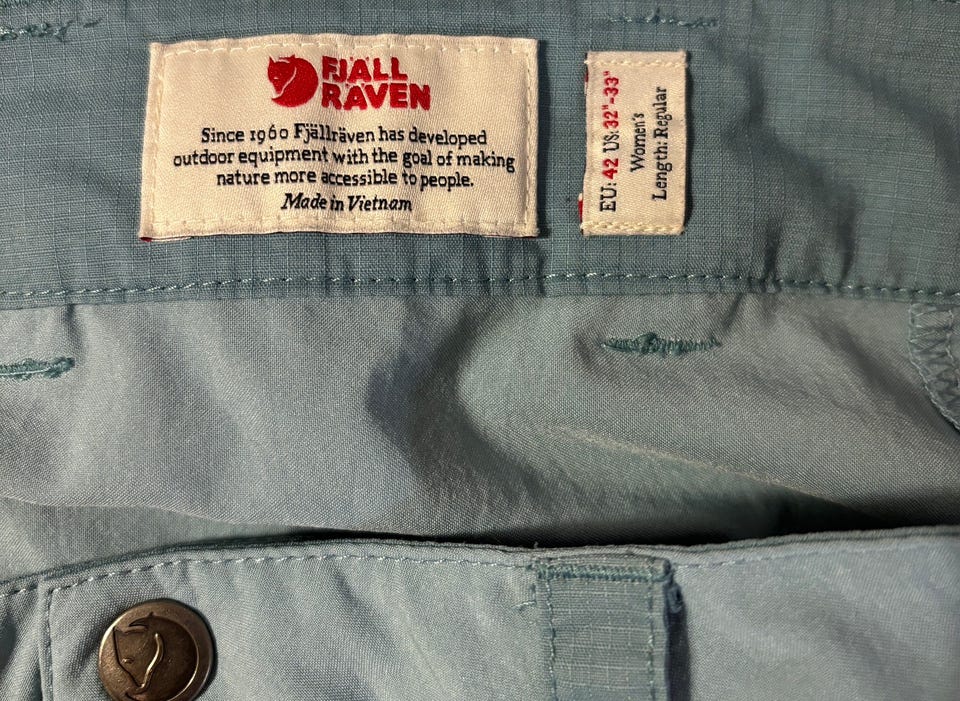 FJÄLL
RÄVEN
Since 1960 Fjällräven has developed
outdoor equipment with the goal of making
nature more accessible to people.
Made in Vietnam
EU: 42 US: 32"-33"
Women's
Length: Regular